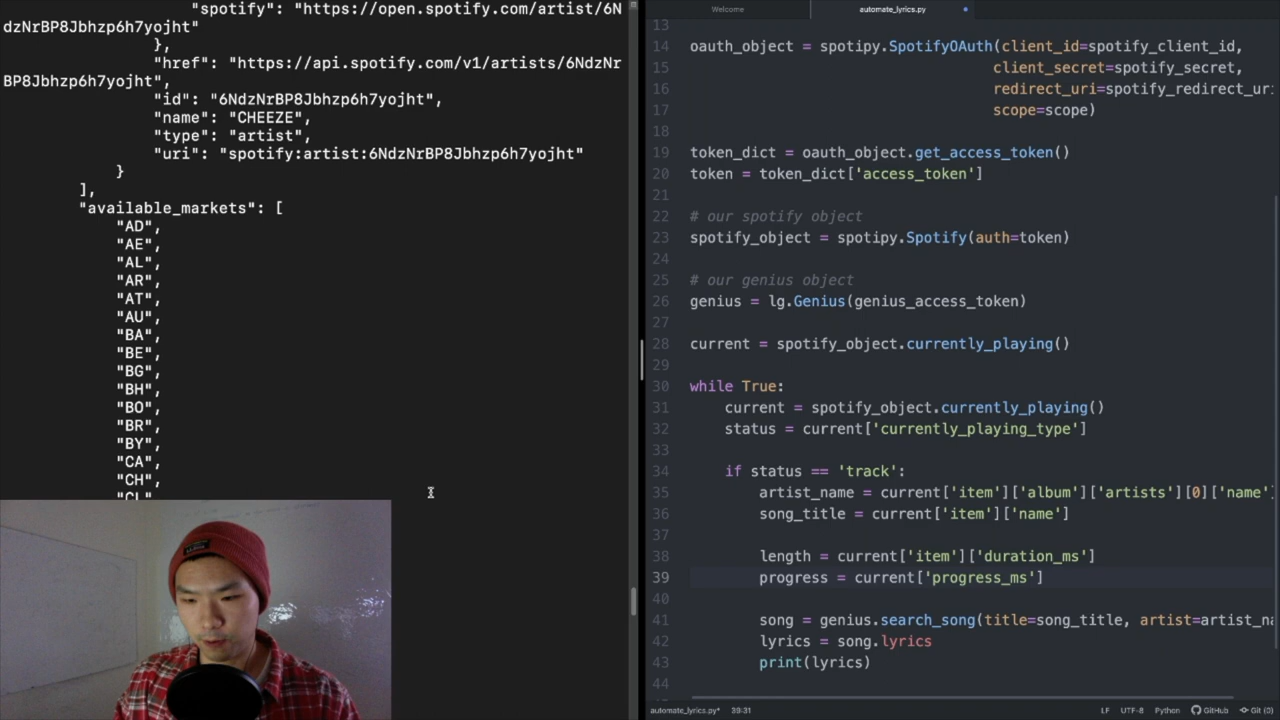 "spotify": "https://open.spotify.com/artist/6N
dzNrBP8Jbhzp6h7yojht"
},
"href": "https://api.spotify.com/v1/artists/6NdzNr
BP8Jbhzp6h7yojht",
"id": "6NdzNrBP8Jbhzp6h7yojht",
"name": "CHEEZE",
"type": "artist",
"uri": "spotify:artist:6NdzNrBP8Jbhzp6h7yojht"
}
],
"available_markets": [
"AD",
"AE",
"AL",
"AR",
"AT",
"AU",
"BA",
"BE",
"BG",
"BH",
"BO",
"BR",
"BY",
"CA",
"CH",
"CL"
Welcome
automate_lyrics.py
13
14 oauth_object = spotipy.SpotifyOAuth(client_id=spotify_client_id,
15 client_secret=spotify_secret,
16 redirect_uri=spotify_redirect_uri
17 scope=scope)
18
19 token_dict = oauth_object.get_access_token()
20 token = token_dict['access_token']
21
22 # our spotify object
23 spotify_object = spotipy.Spotify(auth=token)
24
25 # our genius object
26 genius = lg.Genius(genius_access_token)
27
28 current = spotify_object.currently_playing()
29
30 while True:
31 current = spotify_object.currently_playing()
32 status = current['currently_playing_type']
33
34 if status == 'track':
35 artist_name = current['item']['album']['artists'][0]['name']
36 song_title = current['item']['name']
37
38 length = current['item']['duration_ms']
39 progress = current['progress_ms']
40
41 song = genius.search_song(title=song_title, artist=artist_na
42 lyrics = song.lyrics
43 print(lyrics)
44
automate_lyrics.py* 39:31 LF UTF-8 Python GitHub Git (0)